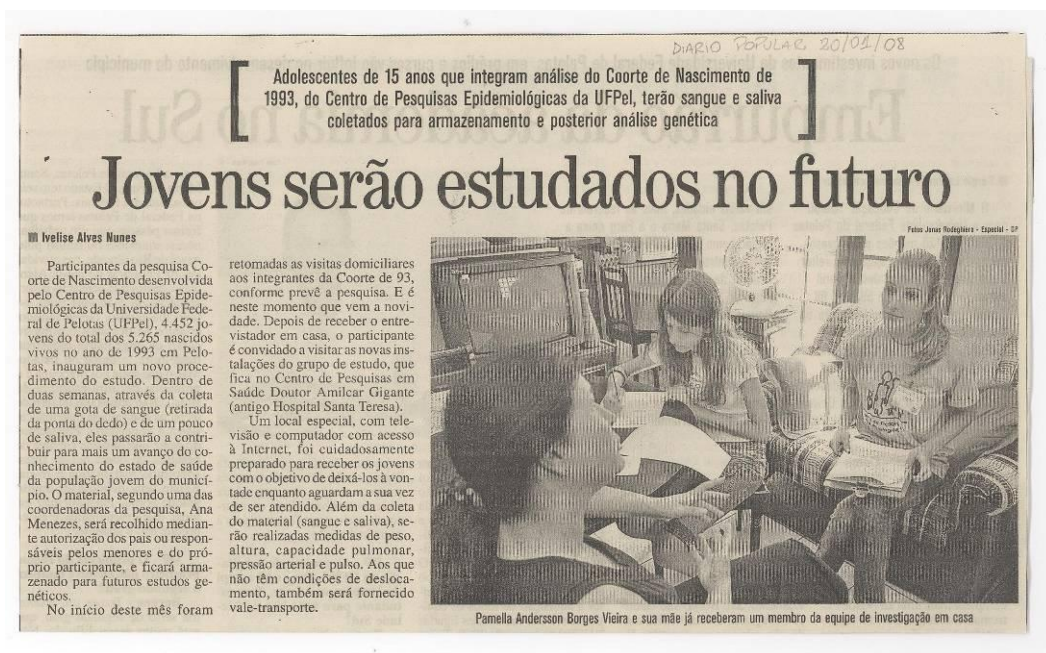 DIARIO POPULAR 20/01/08
Adolescentes de 15 anos que integram análise do Coorte de Nascimento de
1993, do Centro de Pesquisas Epidemiológicas da UFPel, terão sangue e saliva
coletados para armazenamento e posterior análise genética
Jovens serão estudados no futuro
Fotos Jonas Rodeghiero - Especial - DP
Ivelise Alves Nunes
Participantes da pesquisa Co-
orte de Nascimento desenvolvida
pelo Centro de Pesquisas Epide-
miológicas da Universidade Fede-
ral de Pelotas (UFPel), 4.452 jo-
vens do total dos 5.265 nascidos
vivos no ano de 1993 em Pelo-
tas, inauguram um novo proce-
dimento do estudo. Dentro de
duas semanas, através da coleta
de uma gota de sangue (retirada
da ponta do dedo) e de um pouco
de saliva, eles passarão a contri-
buir para mais um avanço do co-
nhecimento do estado de saúde
da população jovem do municí-
pio. O material, segundo uma das
coordenadoras da pesquisa, Ana
Menezes, será recolhido median-
te autorização dos pais ou respon-
sáveis pelos menores e do pró-
prio participante, e ficará arma-
zenado para futuros estudos ge-
néticos.
No início deste mês foram
retomadas as visitas domiciliares
aos integrantes da Coorte de 93,
conforme prevê a pesquisa. E é
neste momento que vem a novi-
dade. Depois de receber o entre-
vistador em casa, o participante
é convidado a visitar as novas ins-
talações do grupo de estudo, que
fica no Centro de Pesquisas em
Saúde Doutor Amilcar Gigante
(antigo Hospital Santa Teresa).
Um local especial, com tele-
visão e computador com acesso
à Internet, foi cuidadosamente
preparado para receber os jovens
com o objetivo de deixá-los à von-
tade enquanto aguardam a sua vez
de ser atendido. Além da coleta
do material (sangue e saliva), se-
rão realizadas medidas de peso,
altura, capacidade pulmonar,
pressão arterial e pulso. Aos que
não têm condições de desloca-
mento, também será fornecido
vale-transporte.
Pamella Andersson Borges Vieira e sua mãe já receberam um membro da equipe de investigação em casa